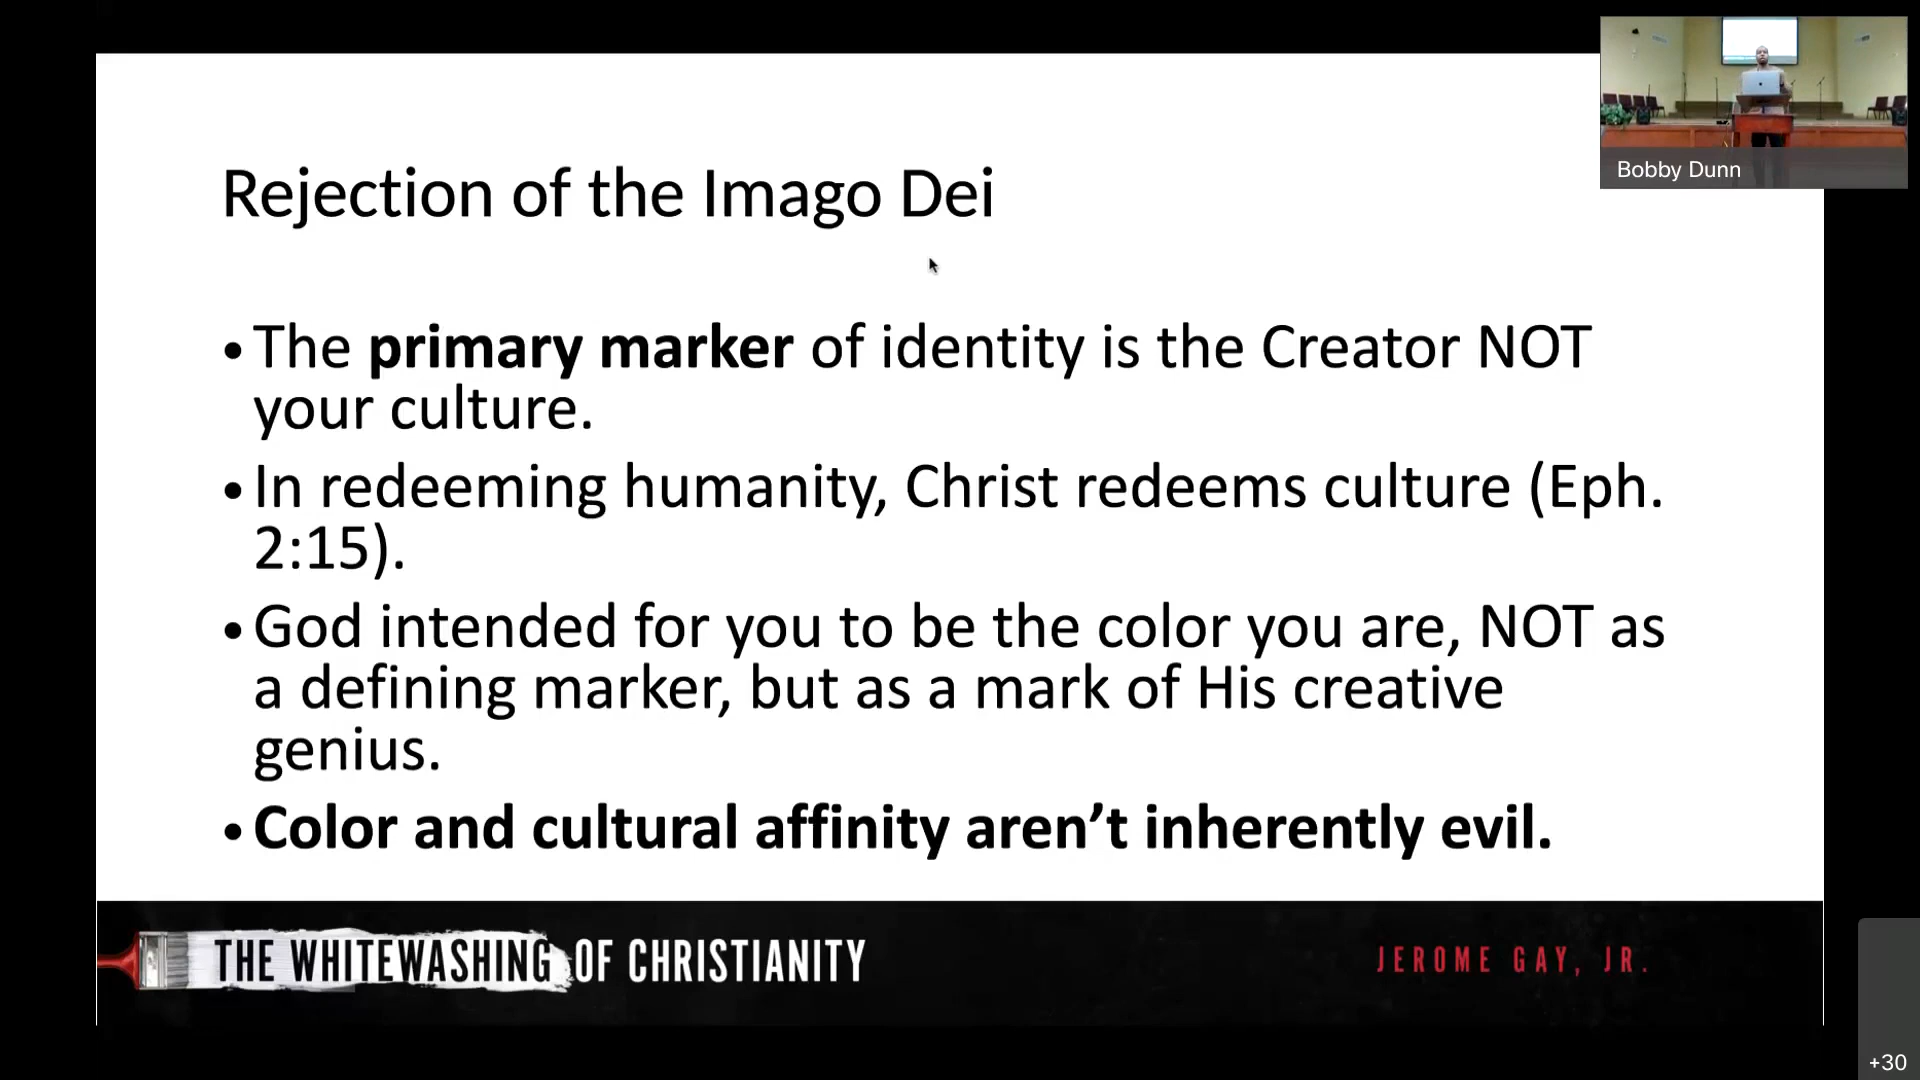 Bobby Dunn
Rejection of the Imago Dei
• The primary marker of identity is the Creator NOT
your culture.
• In redeeming humanity, Christ redeems culture (Eph.
2:15).
• God intended for you to be the color you are, NOT as
a defining marker, but as a mark of His creative
genius.
• Color and cultural affinity aren’t inherently evil.
THE WHITEWASHING OF CHRISTIANITY
JEROME GAY, JR.
+30